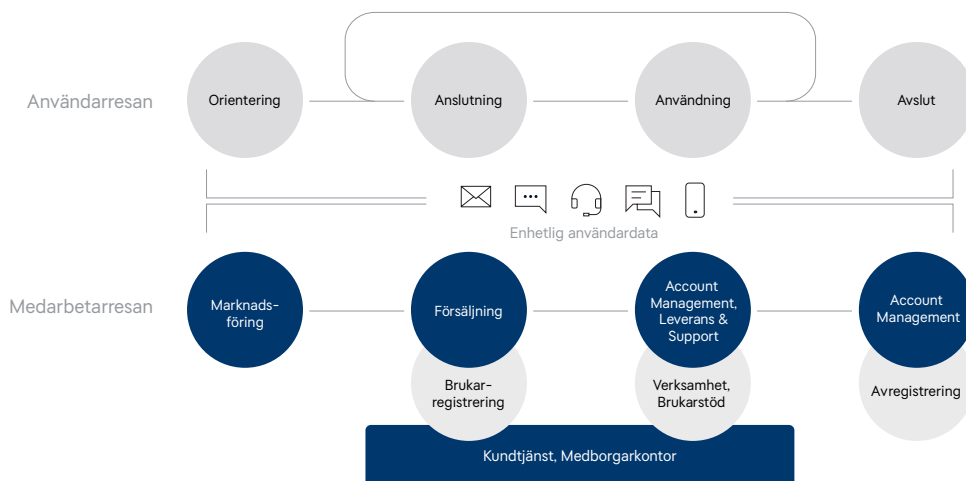 Användarresan
Orientering
Anslutning
Användning
Avslut
Enhetlig användardata
Medarbetarresan
Marknads-
föring
Försäljning
Account
Management,
Leverans &
Support
Account
Management
Brukar-
registrering
Verksamhet,
Brukarstöd
Avregistrering
Kundtjänst, Medborgarkontor